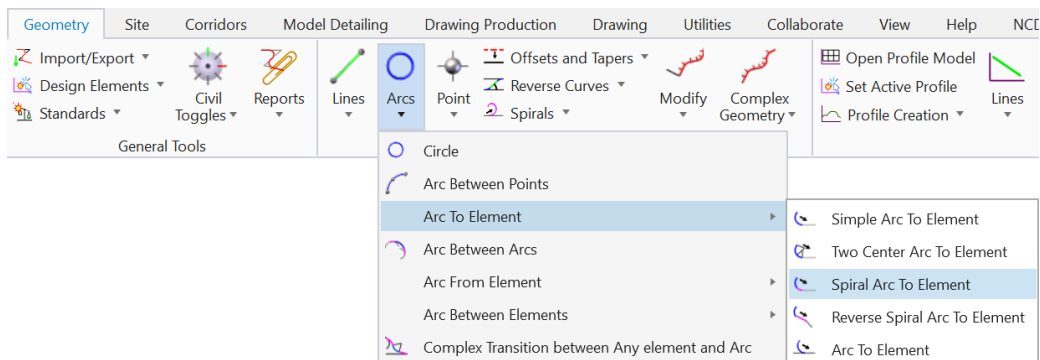 Geometry Site Corridors Model Detailing Drawing Production Drawing Utilities Collaborate View Help
Import/Export
Design Elements
Standards
Civil
Toggles
Reports
General Tools
Lines
Arcs
Point
Offsets and Tapers
Reverse Curves
Spirals
Modify
Complex
Geometry
Open Profile Model
Set Active Profile
Profile Creation
Lines
Circle
Arc Between Points
Arc To Element
Arc Between Arcs
Arc From Element
Arc Between Elements
Complex Transition between Any element and Arc
Simple Arc To Element
Two Center Arc To Element
Spiral Arc To Element
Reverse Spiral Arc To Element
Arc To Element